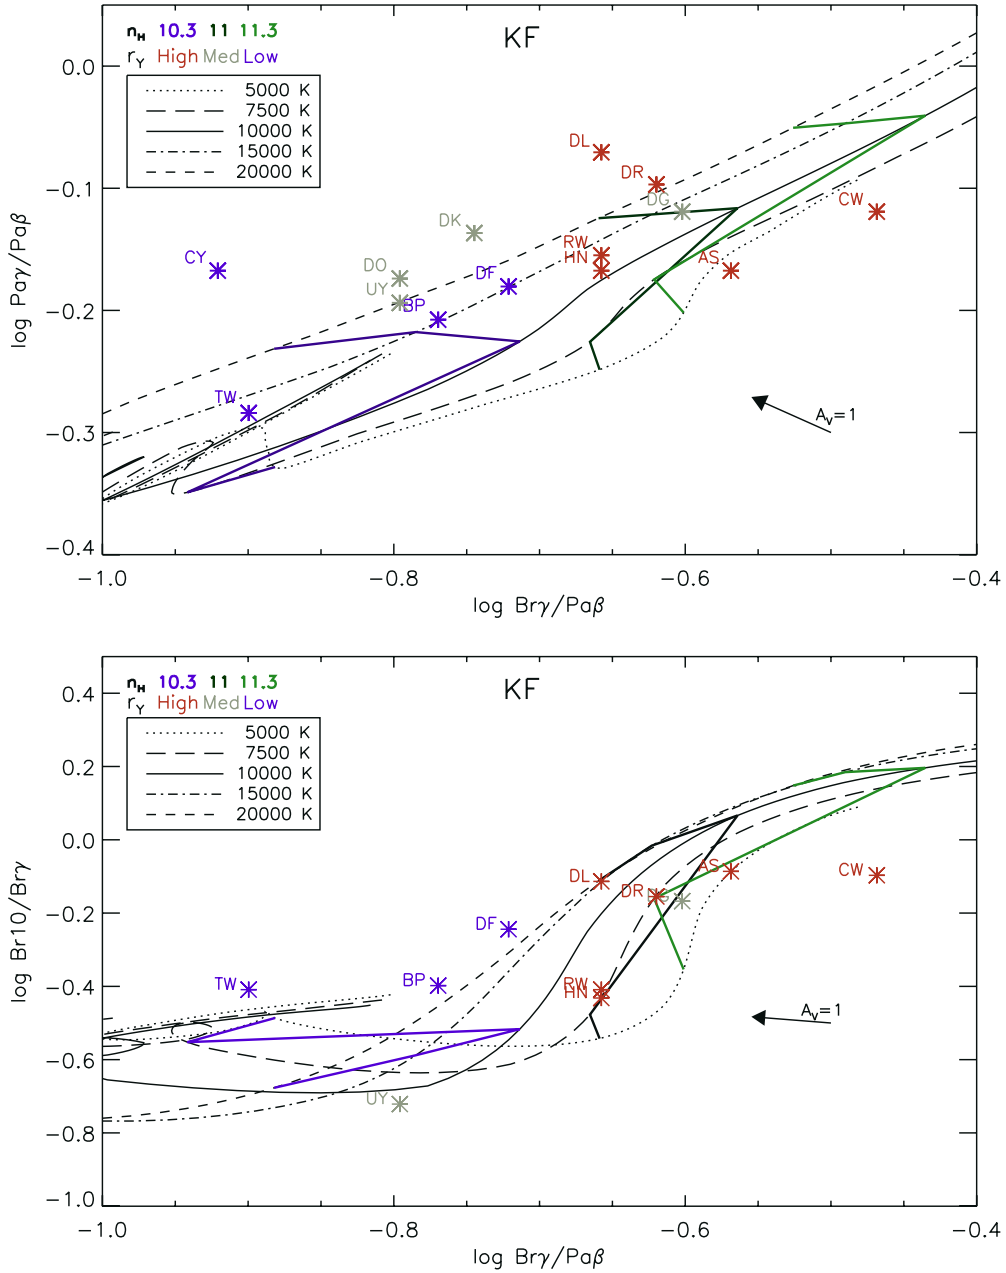 KF
n_H 10.3 11 11.3
r_Y High Med Low
5000 K
7500 K
10000 K
15000 K
20000 K
0.0
−0.1
−0.2
−0.3
−0.4
log Paγ/Paβ
DL
DR
DG
CW
DK
RW
HN
AS
CY
DO
DF
UY
BP
TW
A_V=1
−1.0 −0.8 −0.6 −0.4
log Brγ/Paβ
KF
n_H 10.3 11 11.3
r_Y High Med Low
5000 K
7500 K
10000 K
15000 K
20000 K
0.4
0.2
0.0
−0.2
−0.4
−0.6
−0.8
−1.0
log Br10/Brγ
DL
DR
AS
CW
DF
TW
BP
RW
HN
UY
A_V=1
−1.0 −0.8 −0.6 −0.4
log Brγ/Paβ